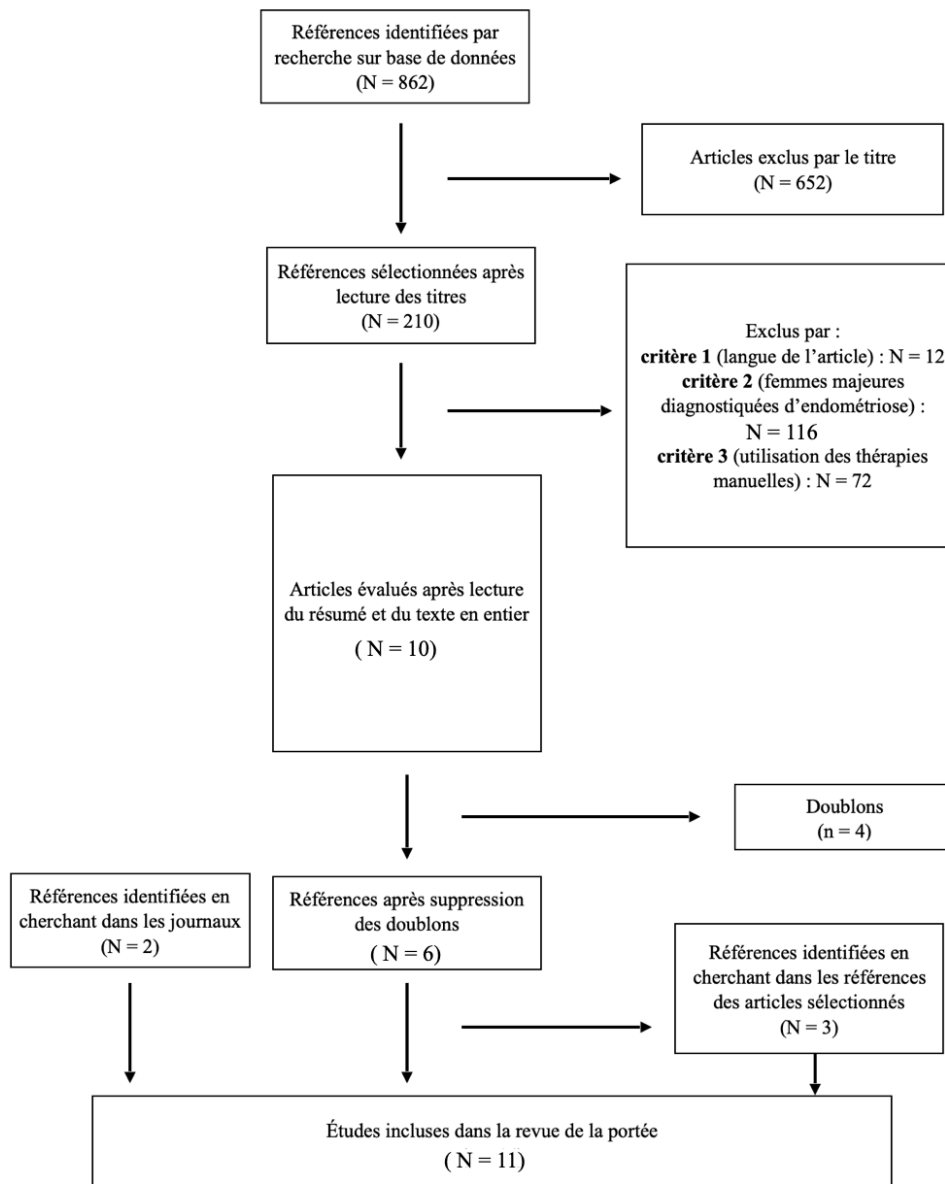 Références identifiées par
recherche sur base de données
(N = 862)
Articles exclus par le titre
(N = 652)
Références sélectionnées après
lecture des titres
(N = 210)
Exclus par :
critère 1 (langue de l’article) : N = 12
critère 2 (femmes majeures
diagnostiquées d’endométriose) :
N = 116
critère 3 (utilisation des thérapies
manuelles) : N = 72
Articles évalués après lecture
du résumé et du texte en entier
( N = 10)
Doublons
(n = 4)
Références identifiées en
cherchant dans les journaux
(N = 2)
Références après suppression
des doublons
( N = 6)
Références identifiées en
cherchant dans les références
des articles sélectionnés
(N = 3)
Études incluses dans la revue de la portée
( N = 11)